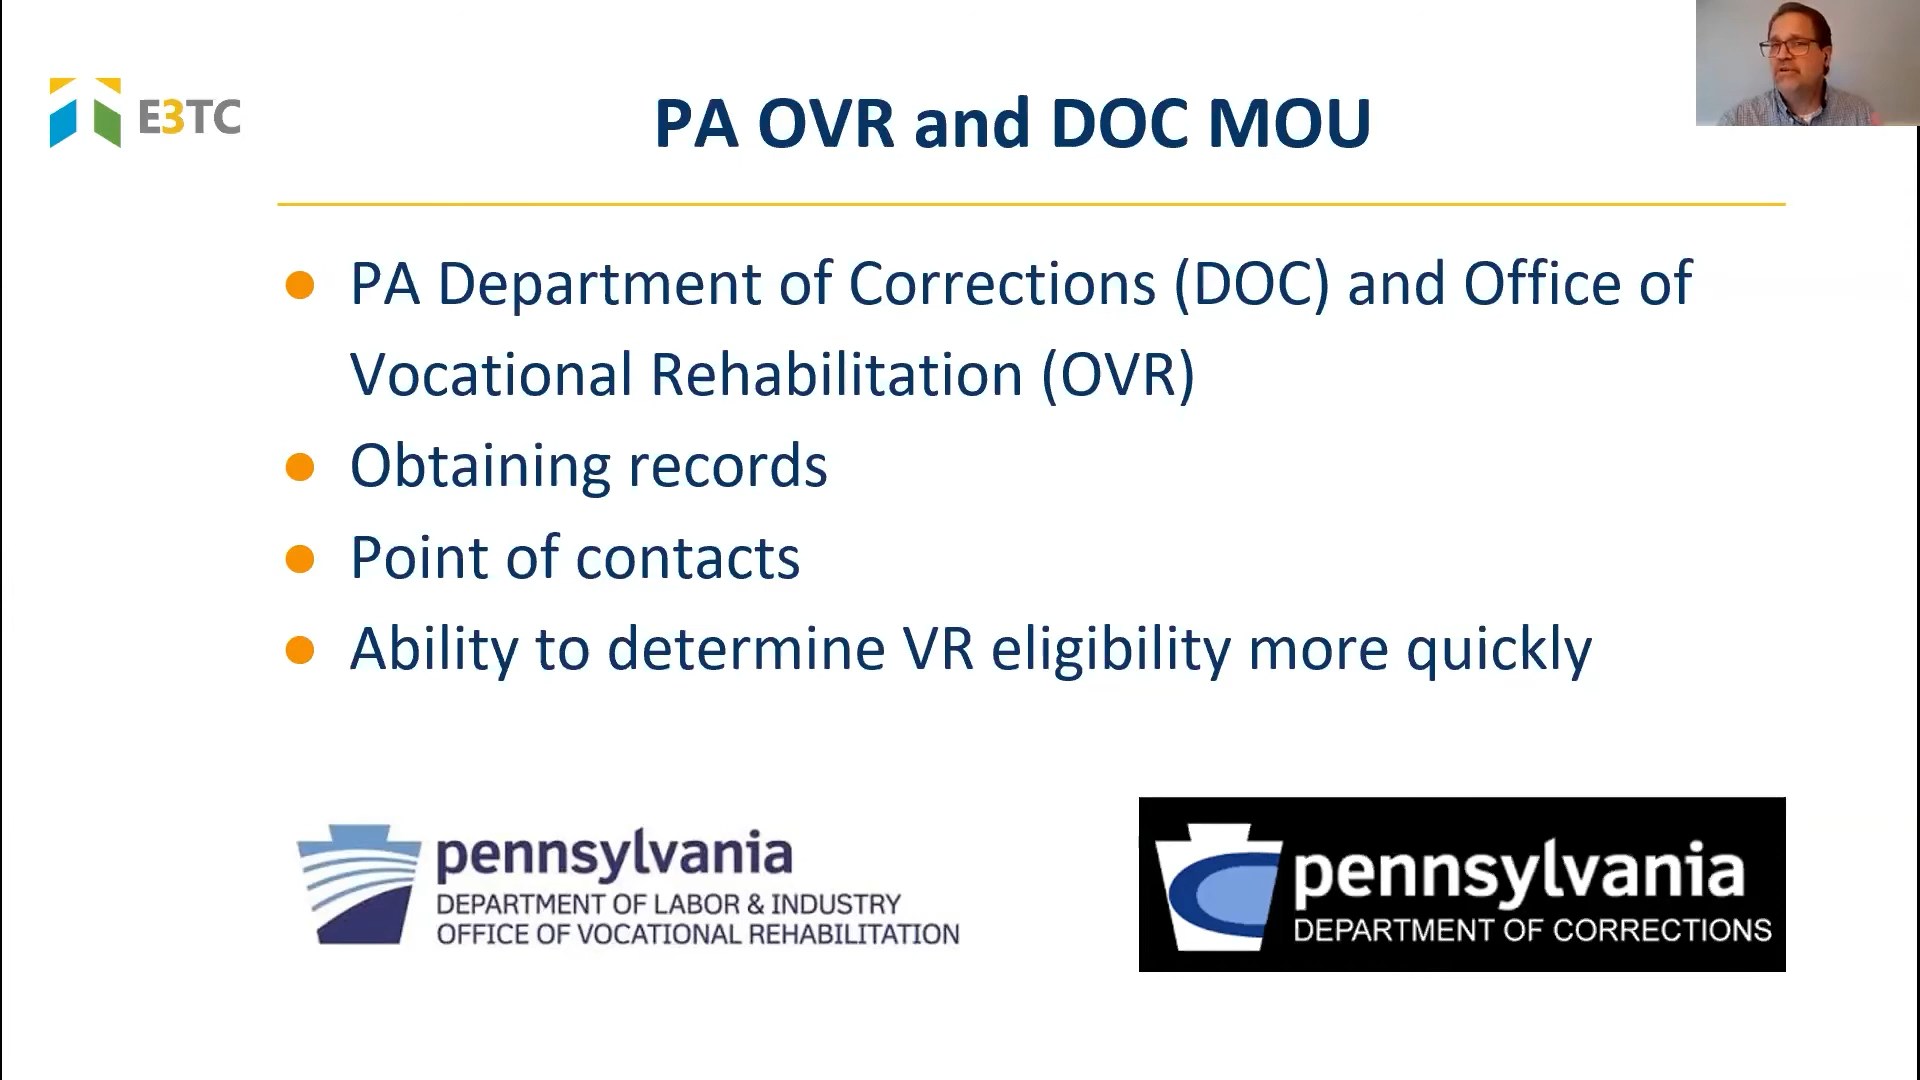 E3TC
PA OVR and DOC MOU
PA Department of Corrections (DOC) and Office of
Vocational Rehabilitation (OVR)
Obtaining records
Point of contacts
Ability to determine VR eligibility more quickly
pennsylvania
DEPARTMENT OF LABOR & INDUSTRY
OFFICE OF VOCATIONAL REHABILITATION
pennsylvania
DEPARTMENT OF CORRECTIONS